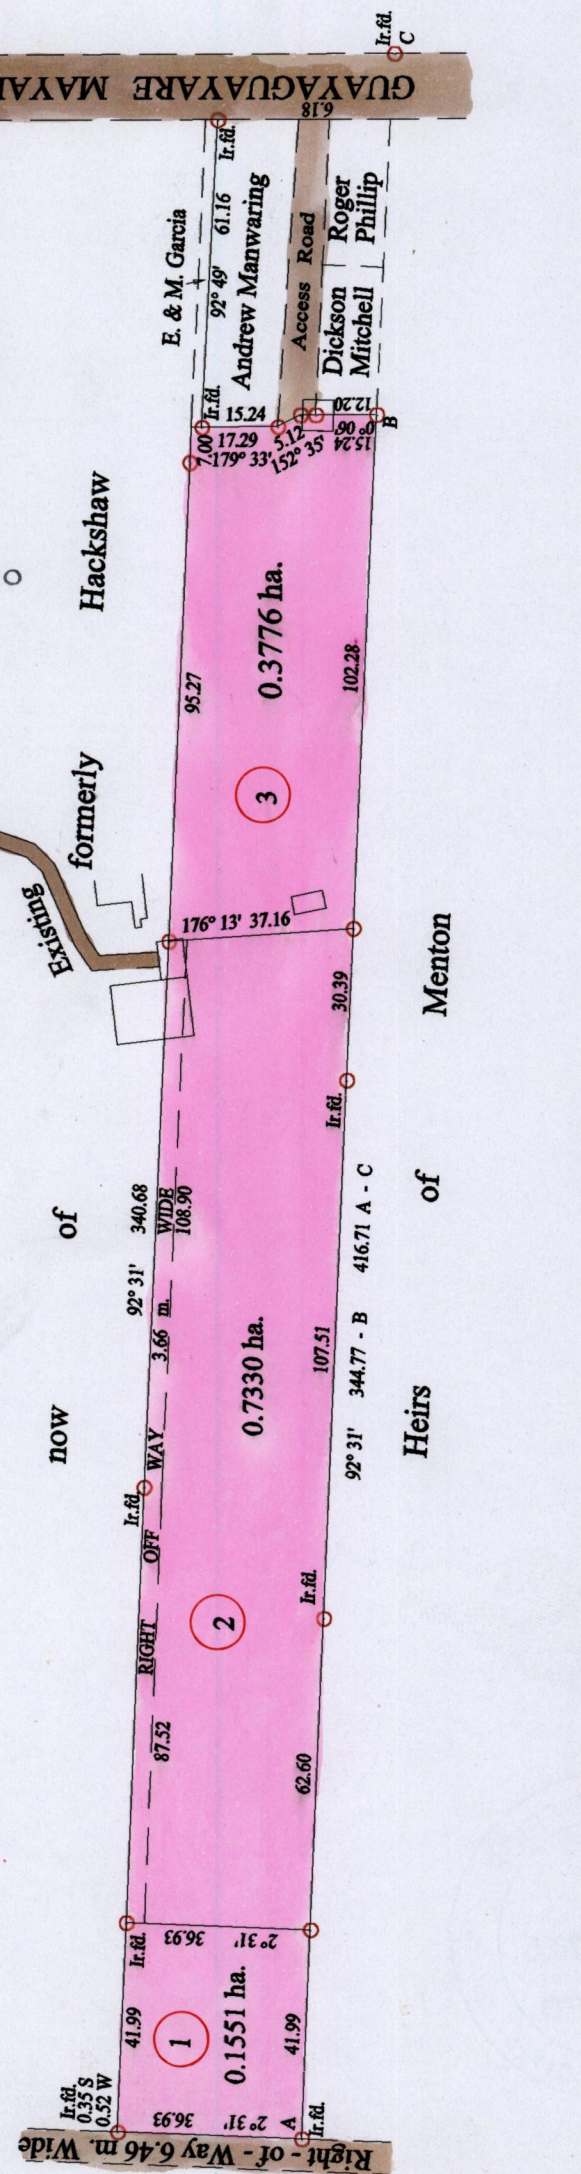 Ir.fd.
C
GUAYAGUAYARE MAYA
6.18
Ir.fd.
E. & M. Garcia
92° 49' 61.16
Andrew Manwaring
Access Road
Roger
Phillip
Dickson
Mitchell
Ir.fd.
15.24
7.00
17.29
179° 33'
5.12
152° 35'
12.20
0° 06'
15.24
B
Hackshaw
95.27
0.3776 ha.
102.28
3
formerly
Existing
176° 13' 37.16
30.39
Ir.fd.
Menton
of
of
92° 31' 340.68
RIGHT OFF WAY 3.66 m. WIDE
108.90
92° 31' 344.77 - B 416.71 A - C
107.51
0.7330 ha.
now
Heirs
Ir.fd.
Ir.fd.
2
87.52
62.60
Ir.fd.
2° 31' 36.93
41.99
1
0.1551 ha.
41.99
Ir.fd.
0.35 S
0.52 W
2° 31' 36.93
A
Ir.fd.
Right - of - Way 6.46 m. Wide